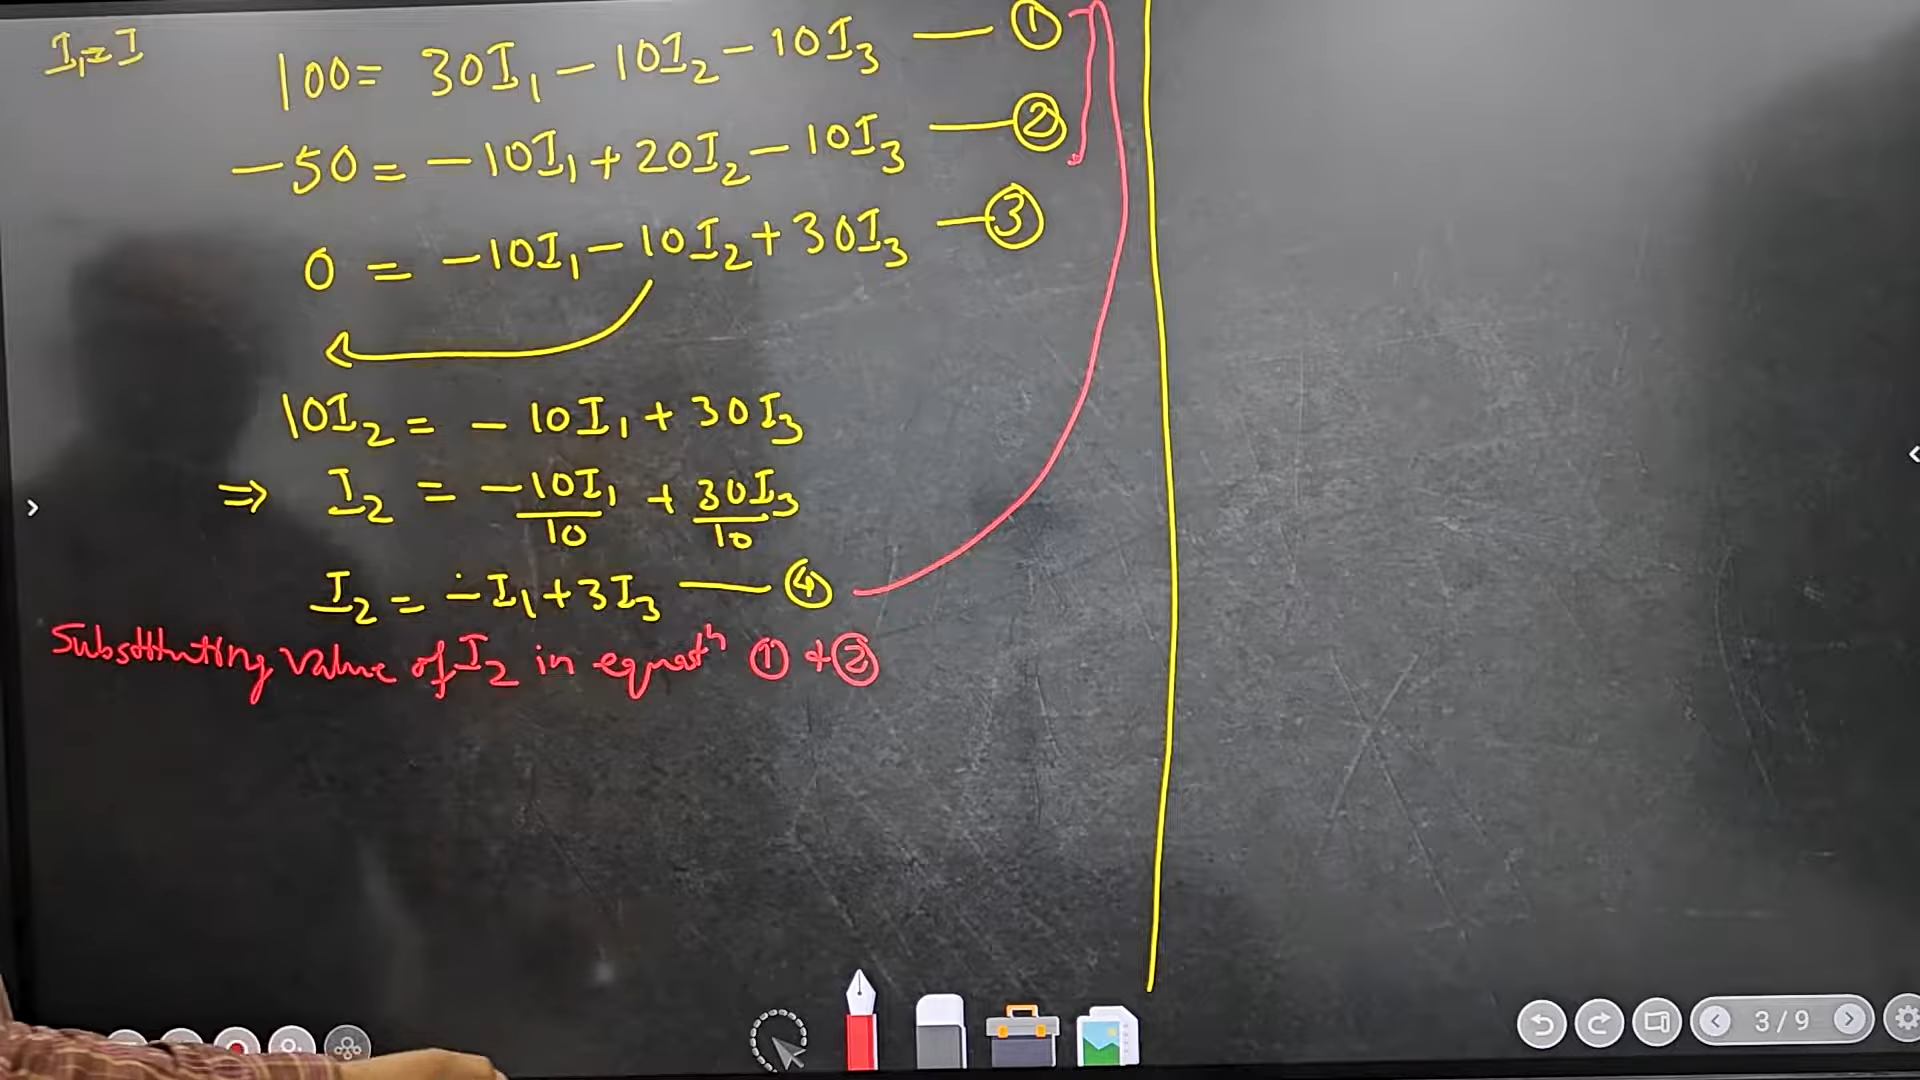 I₁=I
100 = 30I₁ - 10I₂ - 10I₃ — ①
-50 = -10I₁ + 20I₂ - 10I₃ — ②
0 = -10I₁ - 10I₂ + 30I₃ — ③
10I₂ = -10I₁ + 30I₃
⇒ I₂ = -10I₁/10 + 30I₃/10
I₂ = -I₁ + 3I₃ — ④
Substituting value of I₂ in equatⁿ ① + ②
3 / 9